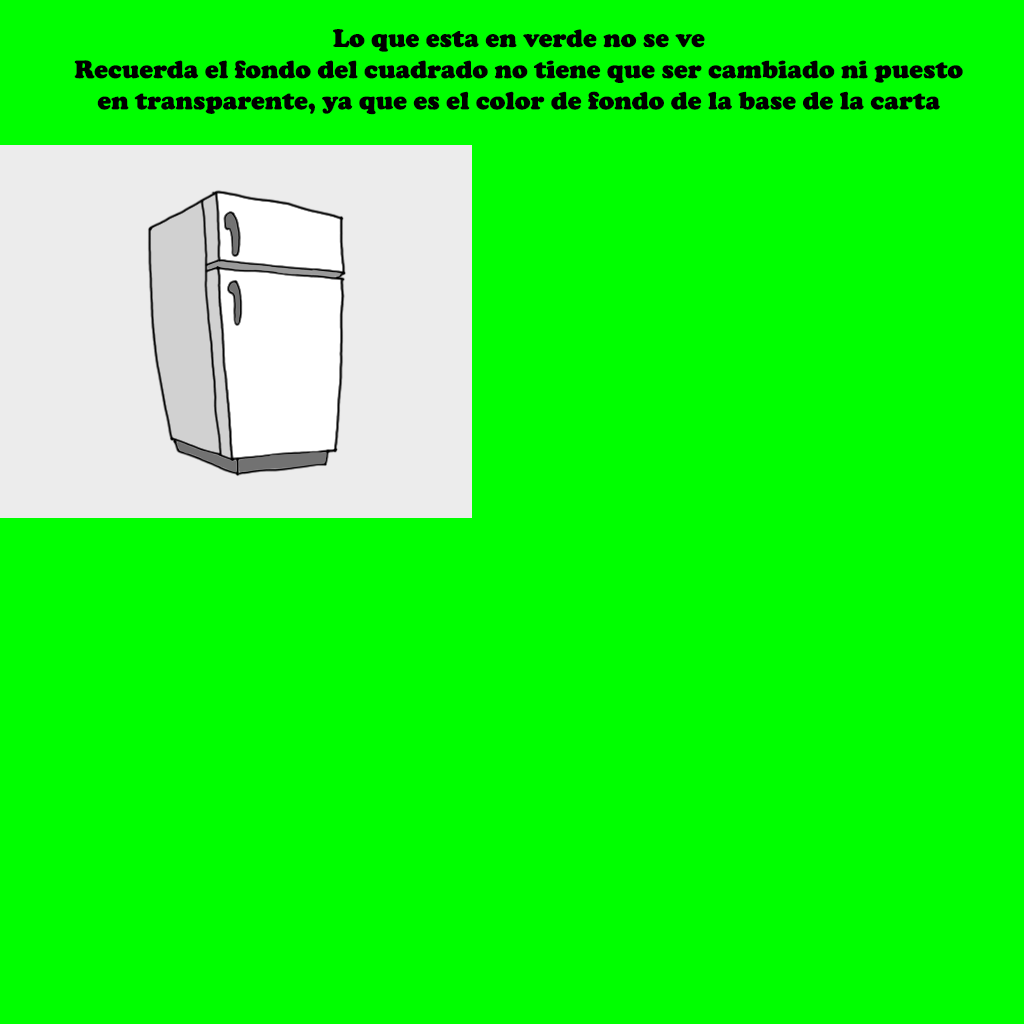 Lo que esta en verde no se ve
Recuerda el fondo del cuadrado no tiene que ser cambiado ni puesto
en transparente, ya que es el color de fondo de la base de la carta